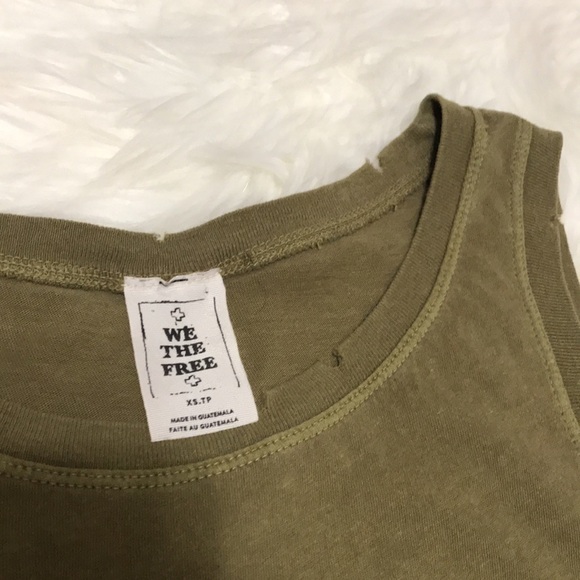 WE
THE
FREE
XS.TP
MADE IN GUATEMALA
FAITE AU GUATEMALA